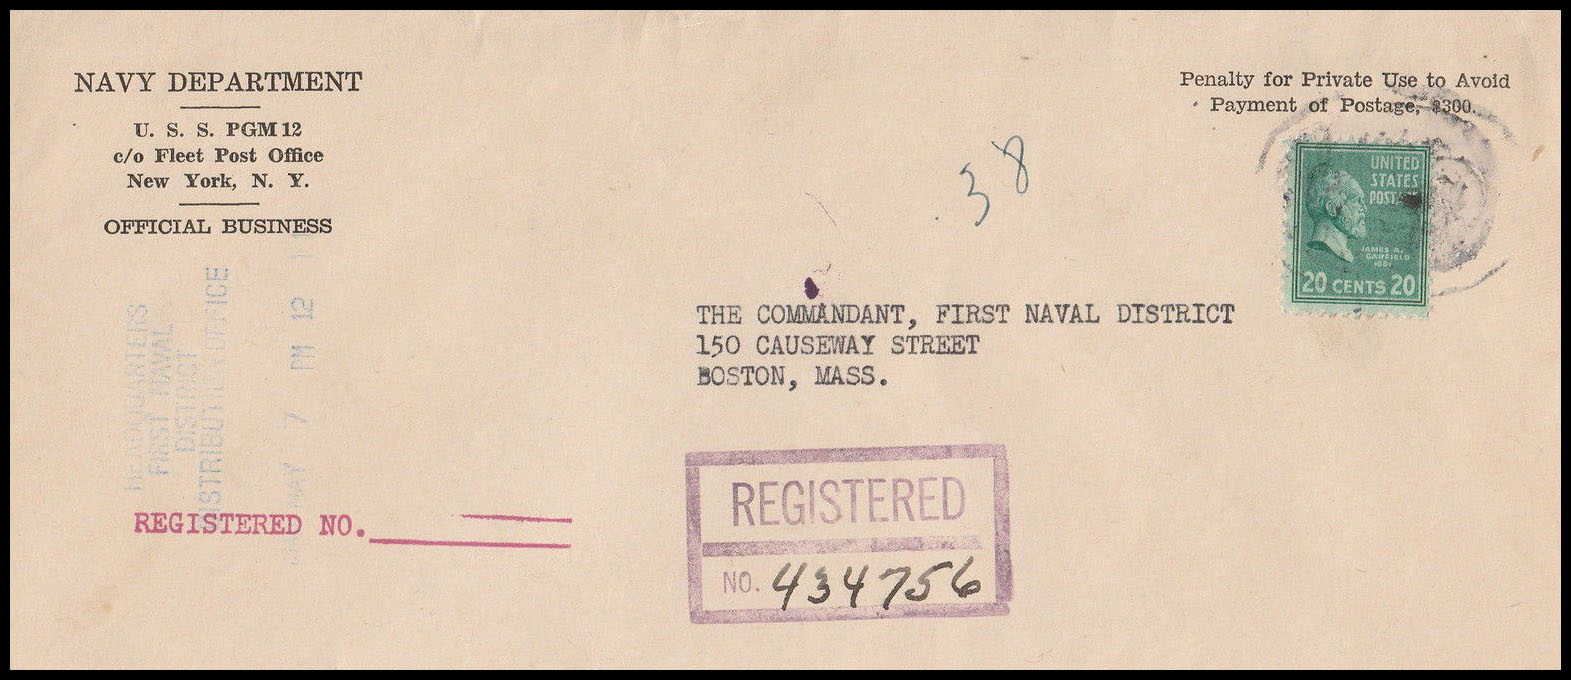 NAVY DEPARTMENT
U. S. S. PGM 12
c/o Fleet Post Office
New York, N. Y.
OFFICIAL BUSINESS
Penalty for Private Use to Avoid
Payment of Postage, $300.
38
UNITED
STATES
POSTAGE
JAMES A.
GARFIELD
1881
20 CENTS 20
THE COMMANDANT, FIRST NAVAL DISTRICT
150 CAUSEWAY STREET
BOSTON, MASS.
HEADQUARTERS
FIRST NAVAL
DISTRICT
DISTRIBUTION OFFICE
MAY 7 PM 12
REGISTERED NO.
REGISTERED
NO. 434756